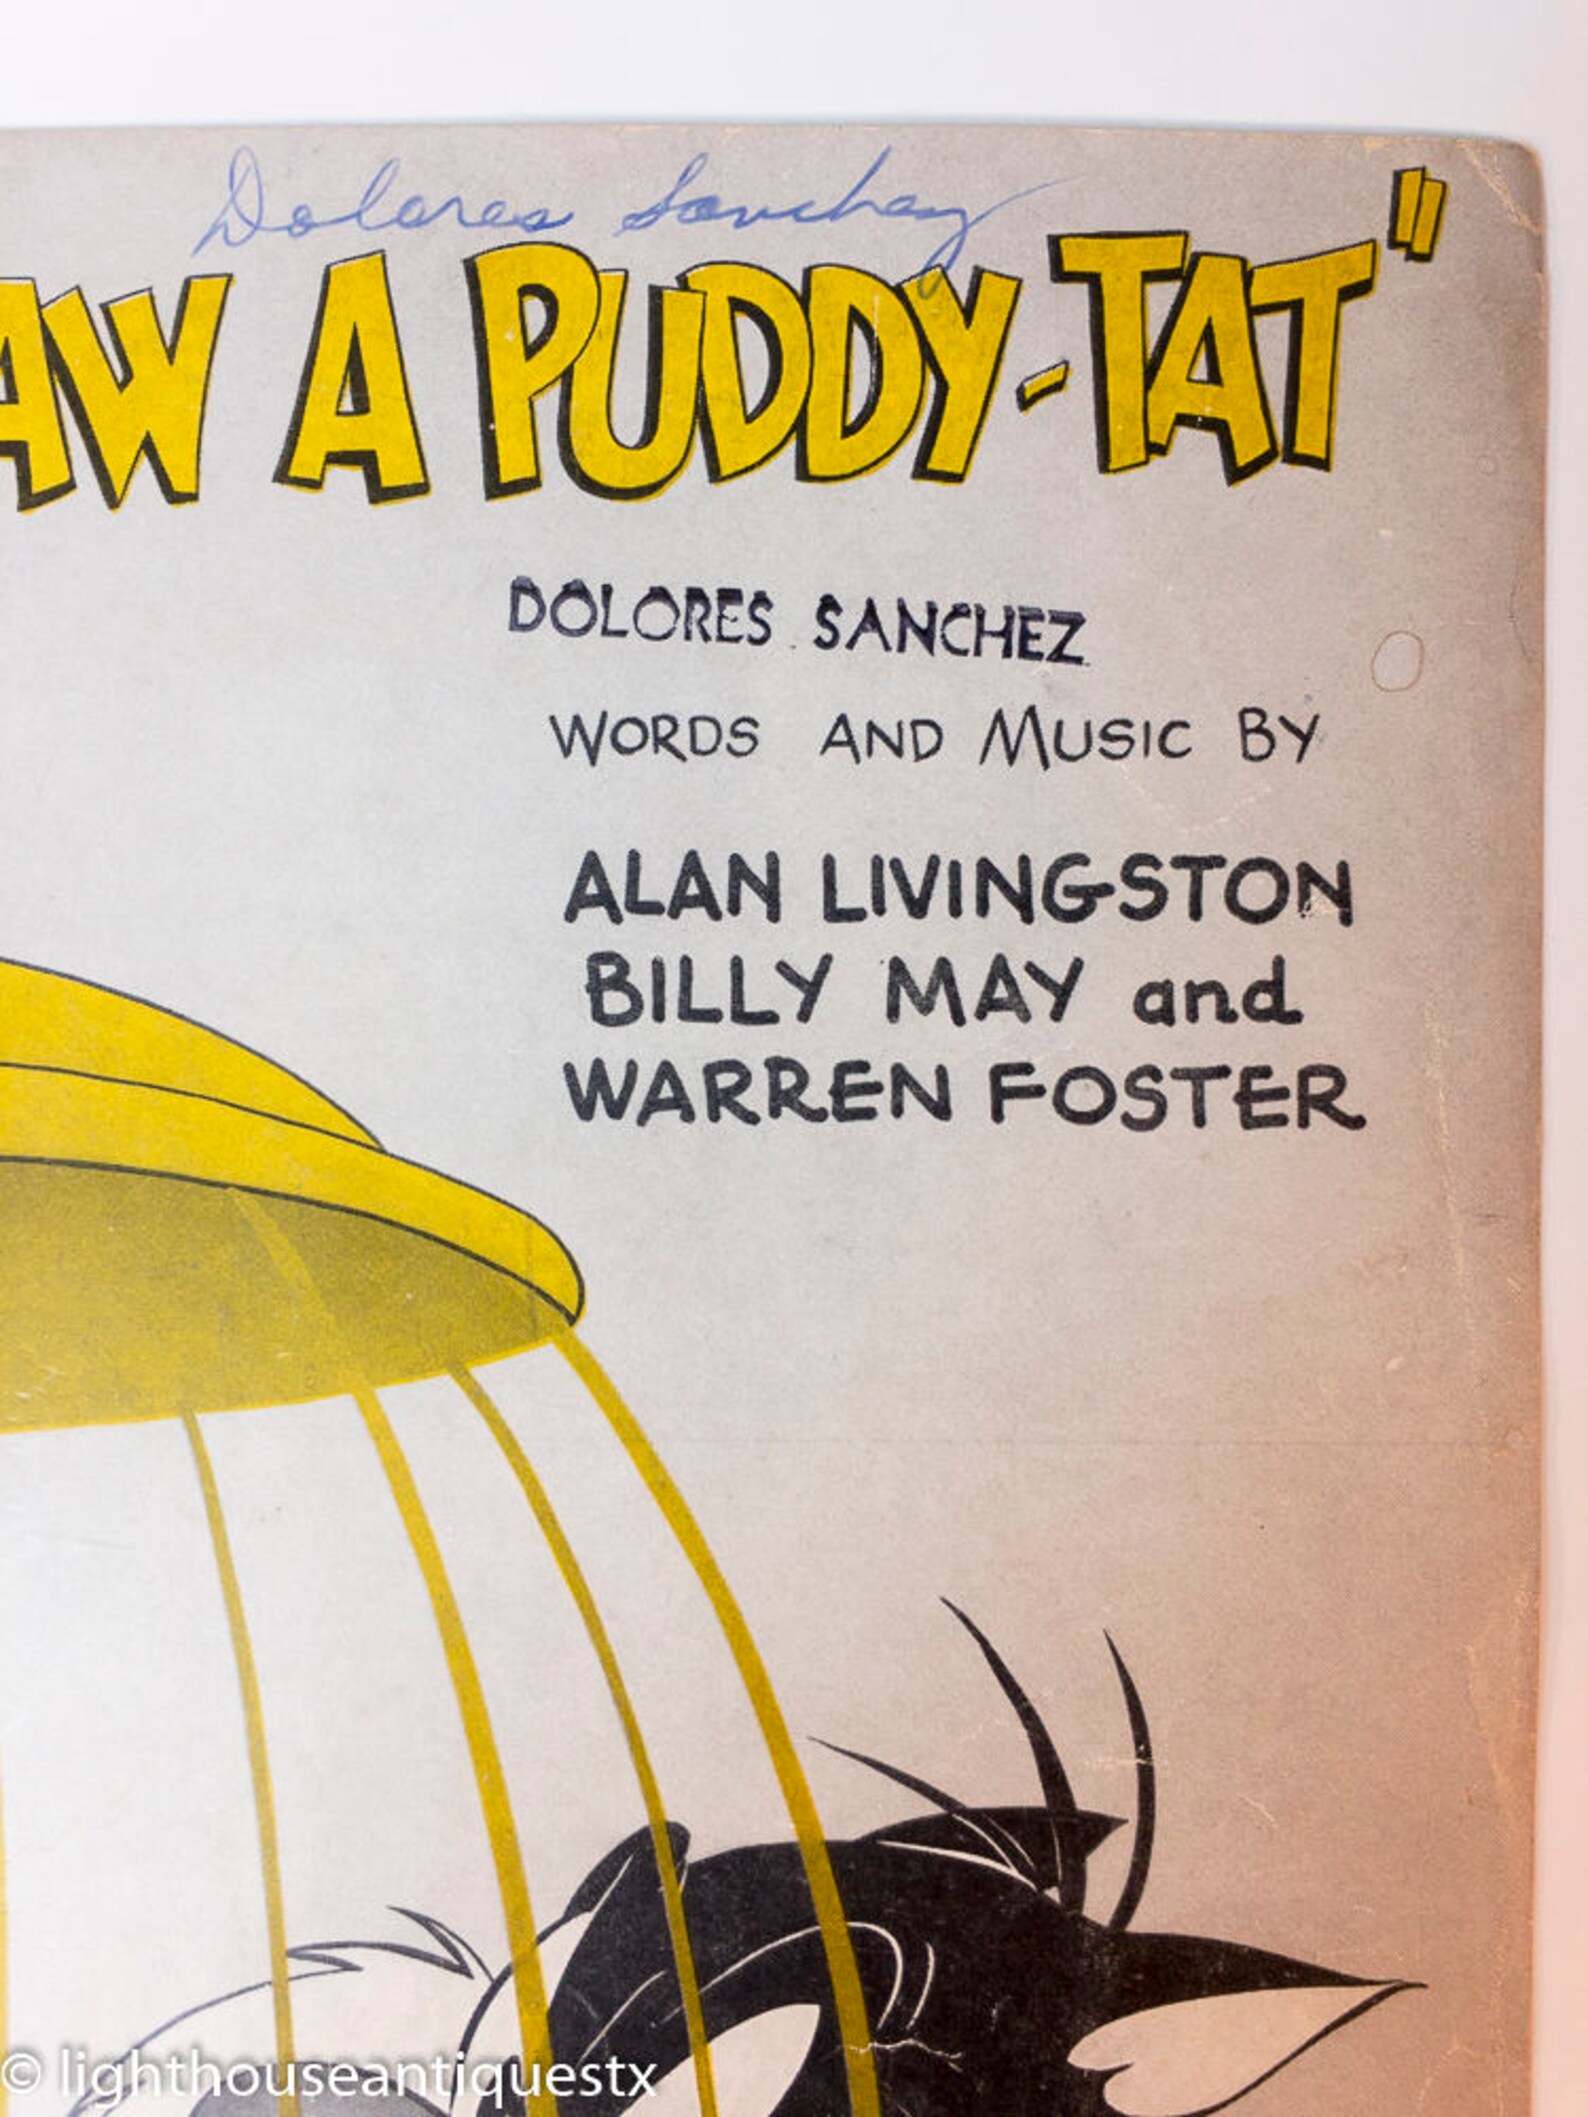 Dolores Sanchez
AW A PUDDY-TAT"
DOLORES SANCHEZ
WORDS AND MUSIC BY
ALAN LIVINGSTON
BILLY MAY and
WARREN FOSTER
© lighthouseantiquestx